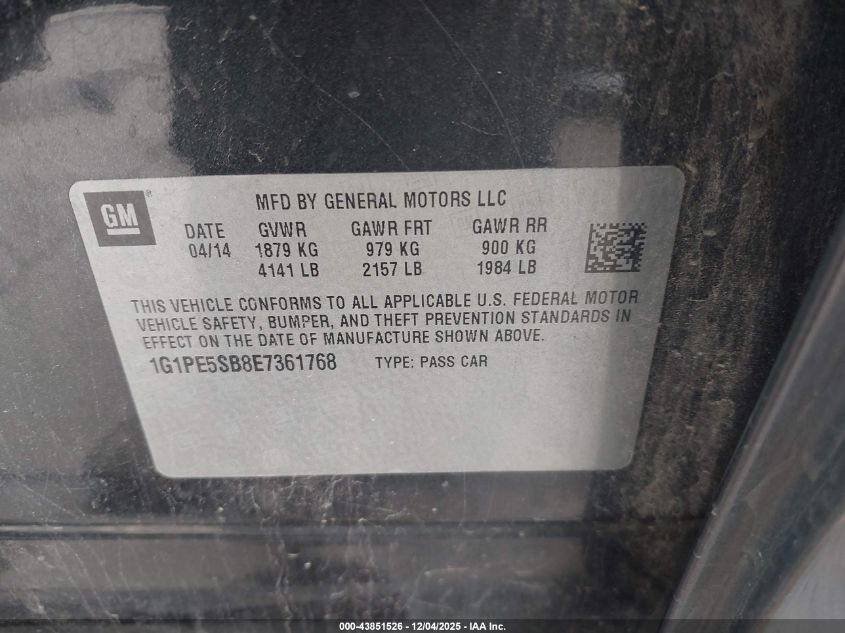 GM®
MFD BY GENERAL MOTORS LLC
DATE GVWR GAWR FRT GAWR RR
04/14 1879 KG 979 KG 900 KG
4141 LB 2157 LB 1984 LB
THIS VEHICLE CONFORMS TO ALL APPLICABLE U.S. FEDERAL MOTOR
VEHICLE SAFETY, BUMPER, AND THEFT PREVENTION STANDARDS IN
EFFECT ON THE DATE OF MANUFACTURE SHOWN ABOVE.
1G1PE5SB8E7361768 TYPE: PASS CAR
000-43851526 - 12/04/2025 - IAA Inc.